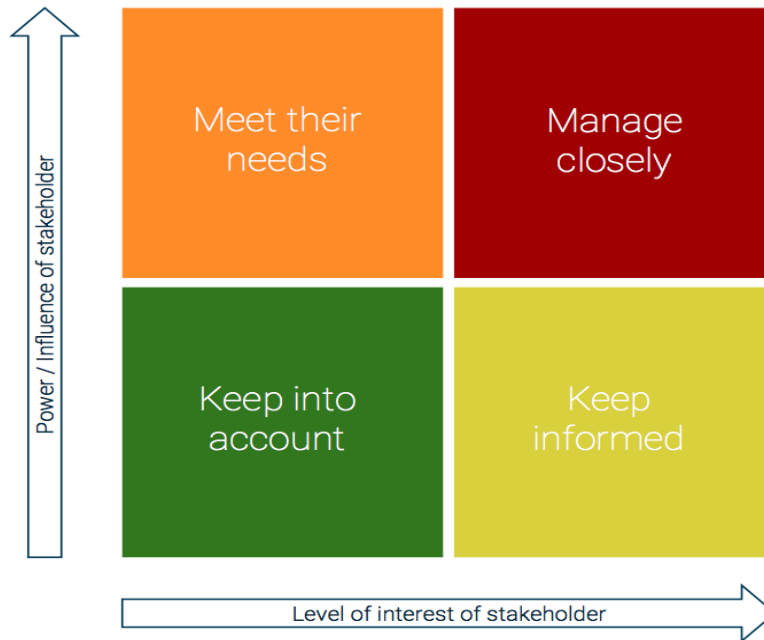 Power / Influence of stakeholder
Meet their
needs
Manage
closely
Keep into
account
Keep
informed
Level of interest of stakeholder